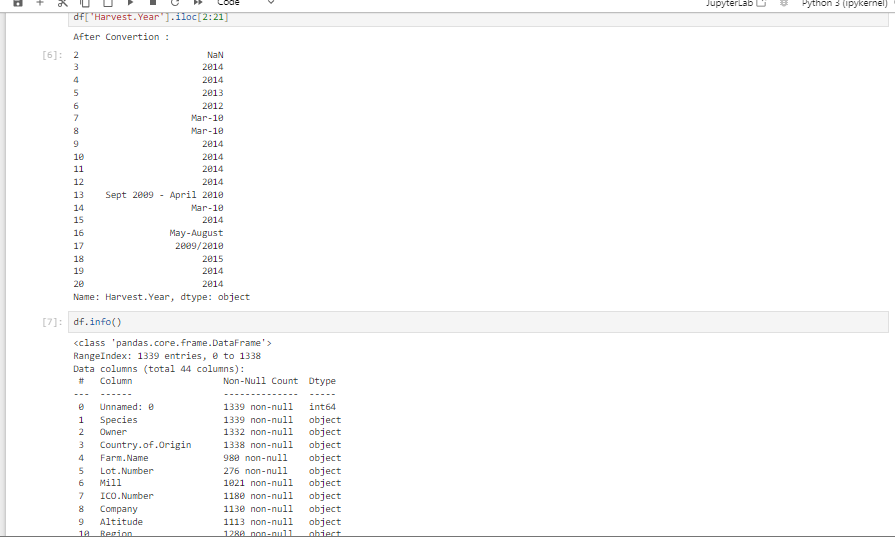 Code
JupyterLab
Python 3 (ipykernel)
df['Harvest.Year'].iloc[2:21]
After Convertion :
[6]: 2 NaN
3 2014
4 2014
5 2013
6 2012
7 Mar-10
8 Mar-10
9 2014
10 2014
11 2014
12 2014
13 Sept 2009 - April 2010
14 Mar-10
15 2014
16 May-August
17 2009/2010
18 2015
19 2014
20 2014
Name: Harvest.Year, dtype: object
[7]: df.info()
<class 'pandas.core.frame.DataFrame'>
RangeIndex: 1339 entries, 0 to 1338
Data columns (total 44 columns):
# Column Non-Null Count Dtype
--- ------ -------------- -----
0 Unnamed: 0 1339 non-null int64
1 Species 1339 non-null object
2 Owner 1332 non-null object
3 Country.of.Origin 1338 non-null object
4 Farm.Name 980 non-null object
5 Lot.Number 276 non-null object
6 Mill 1021 non-null object
7 ICO.Number 1180 non-null object
8 Company 1130 non-null object
9 Altitude 1113 non-null object
10 Region 1280 non-null object